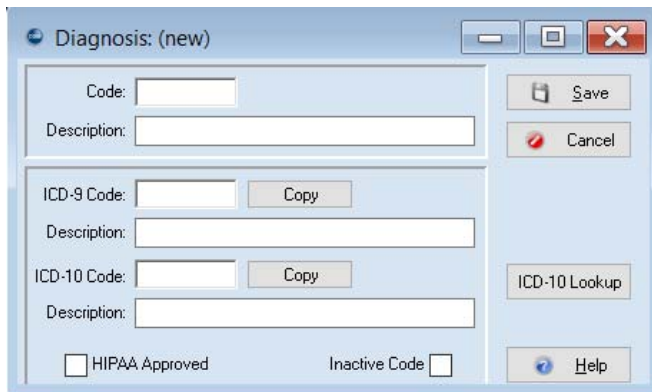 Diagnosis: (new)
Code:
Save
Description:
Cancel
ICD-9 Code:
Copy
Description:
ICD-10 Code:
Copy
ICD-10 Lookup
Description:
HIPAA Approved
Inactive Code
Help